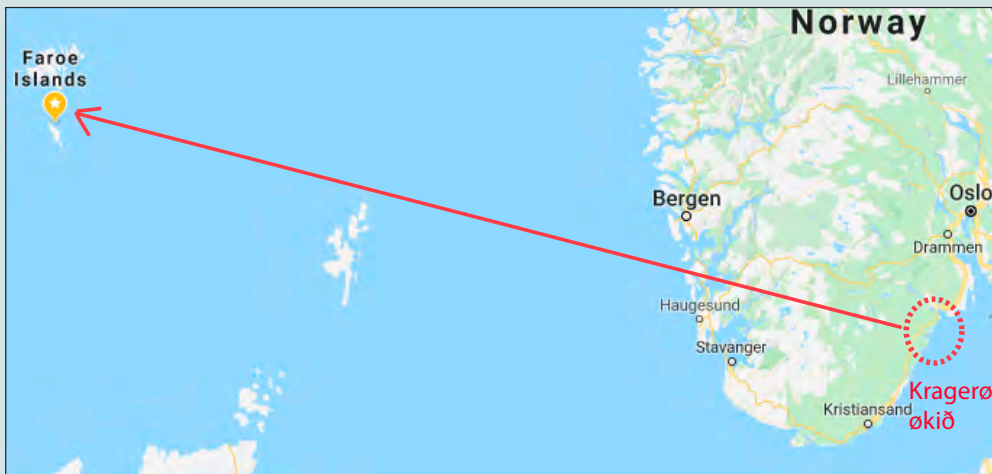 Norway
Faroe
Islands
Lillehammer
Bergen
Oslo
Drammen
Haugesund
Stavanger
Kragerø
økið
Kristiansand